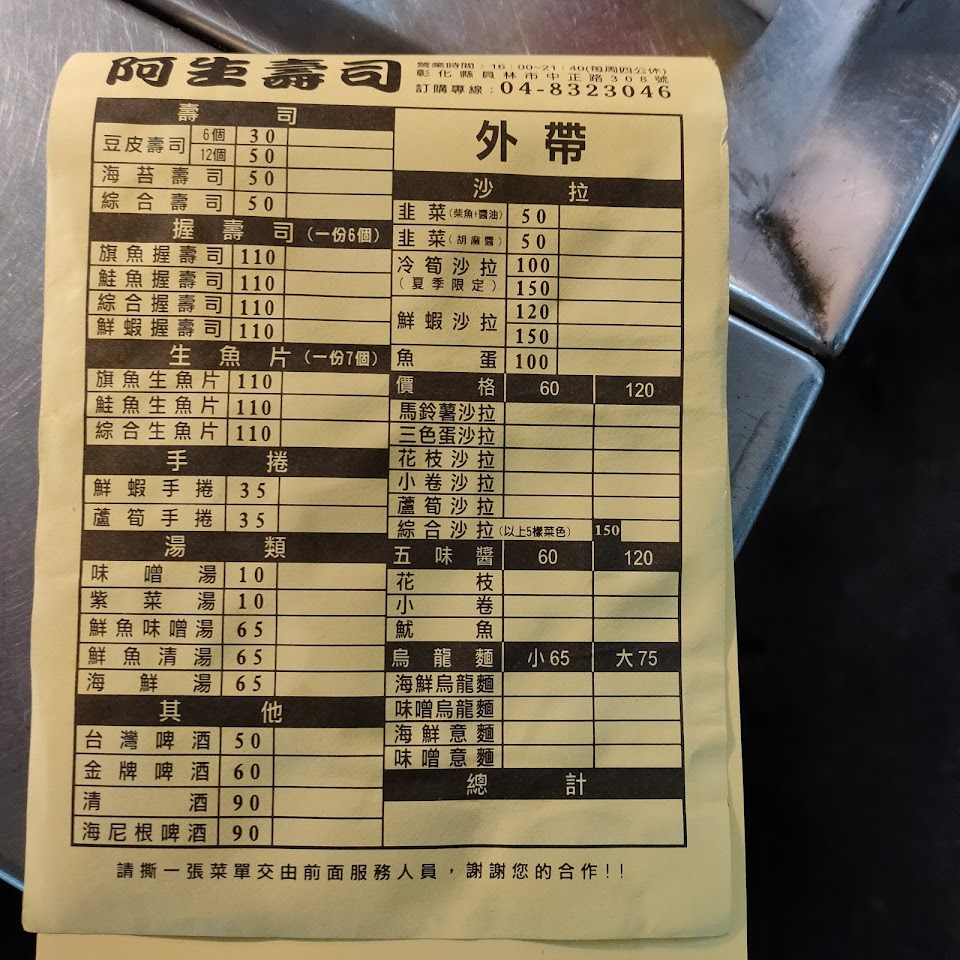 阿生壽司
營業時間：16：00~21：40(每周四公休)
彰化縣員林市中正路308號
訂購專線：04-8323046
壽司
豆皮壽司 6個 30
12個 50
海苔壽司 50
綜合壽司 50
握壽司(一份6個)
旗魚握壽司 110
鮭魚握壽司 110
綜合握壽司 110
鮮蝦握壽司 110
生魚片(一份7個)
旗魚生魚片 110
鮭魚生魚片 110
綜合生魚片 110
手捲
鮮蝦手捲 35
蘆筍手捲 35
湯類
味噌湯 10
紫菜湯 10
鮮魚味噌湯 65
鮮魚清湯 65
海鮮湯 65
其他
台灣啤酒 50
金牌啤酒 60
清酒 90
海尼根啤酒 90
外帶
沙拉
韭菜(柴魚+醬油) 50
韭菜(胡麻醬) 50
冷筍沙拉 100
(夏季限定) 150
鮮蝦沙拉 120
150
魚蛋 100
價格 60 120
馬鈴薯沙拉
三色蛋沙拉
花枝沙拉
小卷沙拉
蘆筍沙拉
綜合沙拉(以上5樣菜色) 150
五味醬 60 120
花枝
小卷
魷魚
烏龍麵 小65 大75
海鮮烏龍麵
味噌烏龍麵
海鮮意麵
味噌意麵
總計
請撕一張菜單交由前面服務人員，謝謝您的合作!!